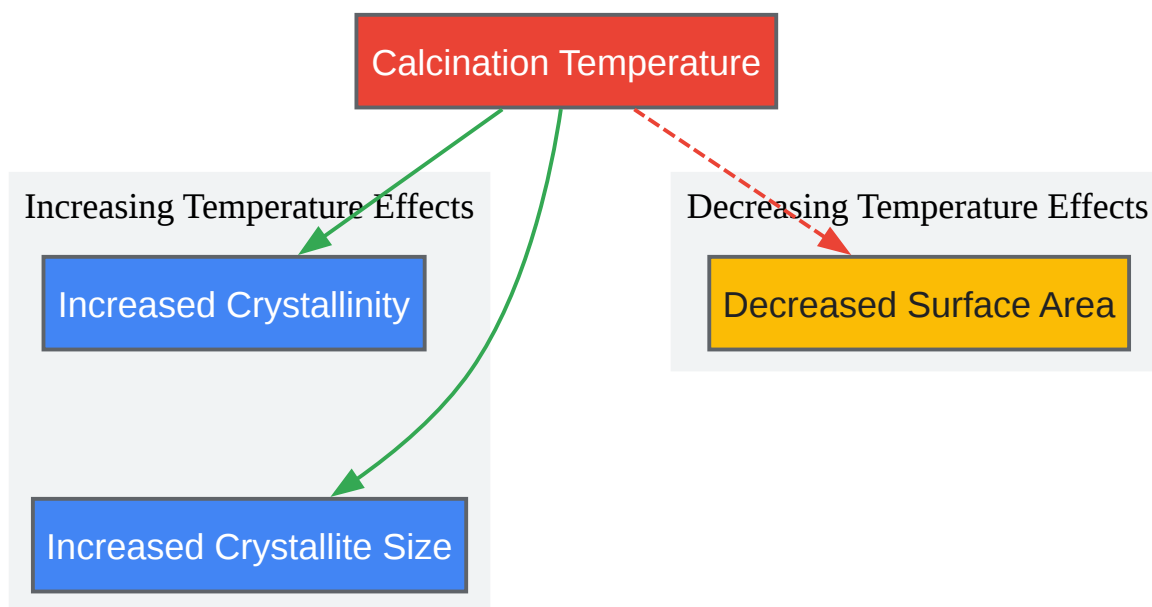 Calcination Temperature
Increasing Temperature Effects
Decreasing Temperature Effects
Increased Crystallinity
Decreased Surface Area
Increased Crystallite Size